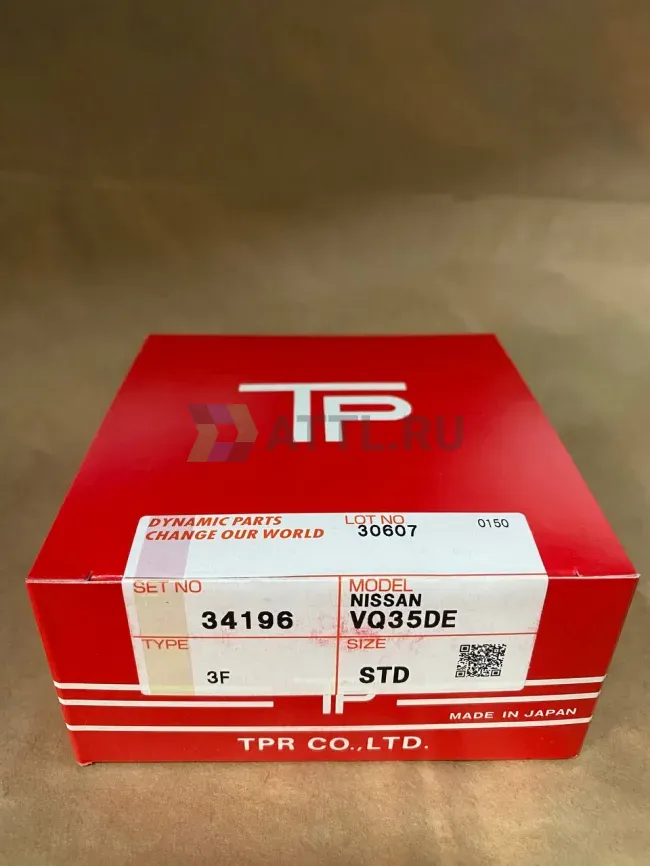 TP
ATTL.RU
DYNAMIC PARTS
CHANGE OUR WORLD
LOT NO
30607
0150
SET NO
34196
MODEL
NISSAN
VQ35DE
TYPE
3F
SIZE
STD
TP
MADE IN JAPAN
TPR CO.,LTD.